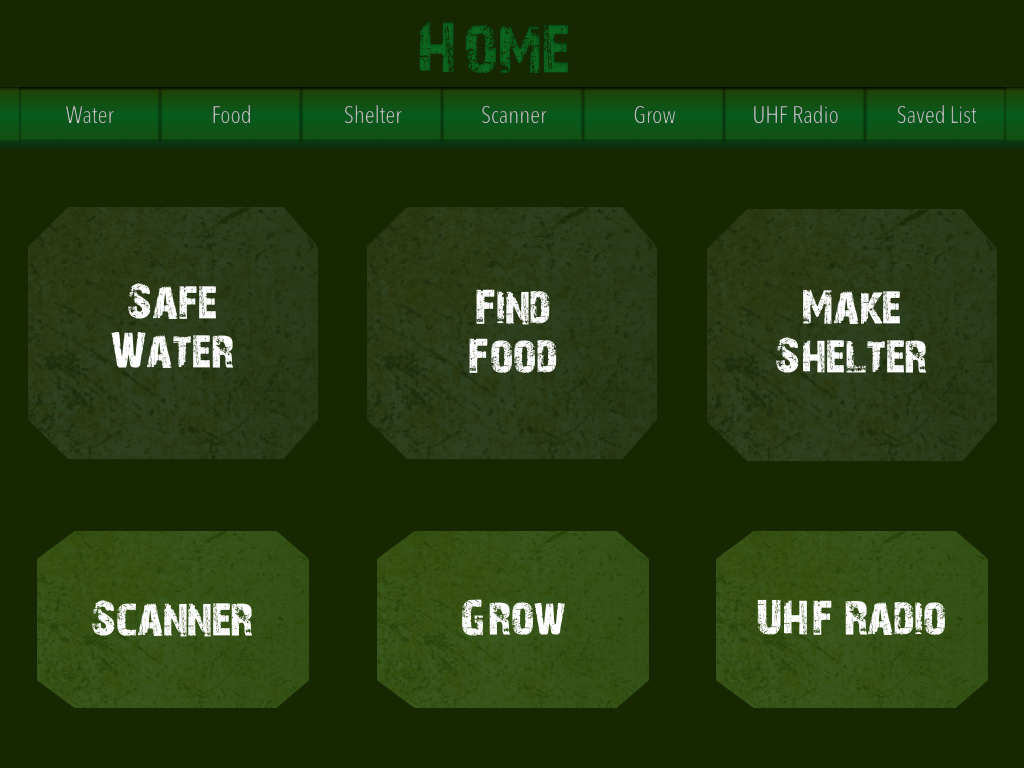 HOME
Water Food Shelter Scanner Grow UHF Radio Saved List
SAFE
WATER
FIND
FOOD
MAKE
SHELTER
SCANNER
GROW
UHF RADIO